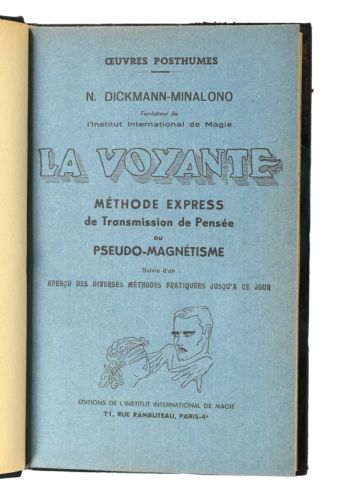 ŒUVRES POSTHUMES
N. DICKMANN-MINALONO
Fondateur de
l'Institut International de Magie
LA VOYANTE
MÉTHODE EXPRESS
de Transmission de Pensée
ou
PSEUDO-MAGNÉTISME
Suivie d'un
APERÇU DES DIVERSES MÉTHODES PRATIQUÉES JUSQU'A CE JOUR
ÉDITIONS DE L'INSTITUT INTERNATIONAL DE MAGIE
71, RUE RAMBUTEAU, PARIS-4e